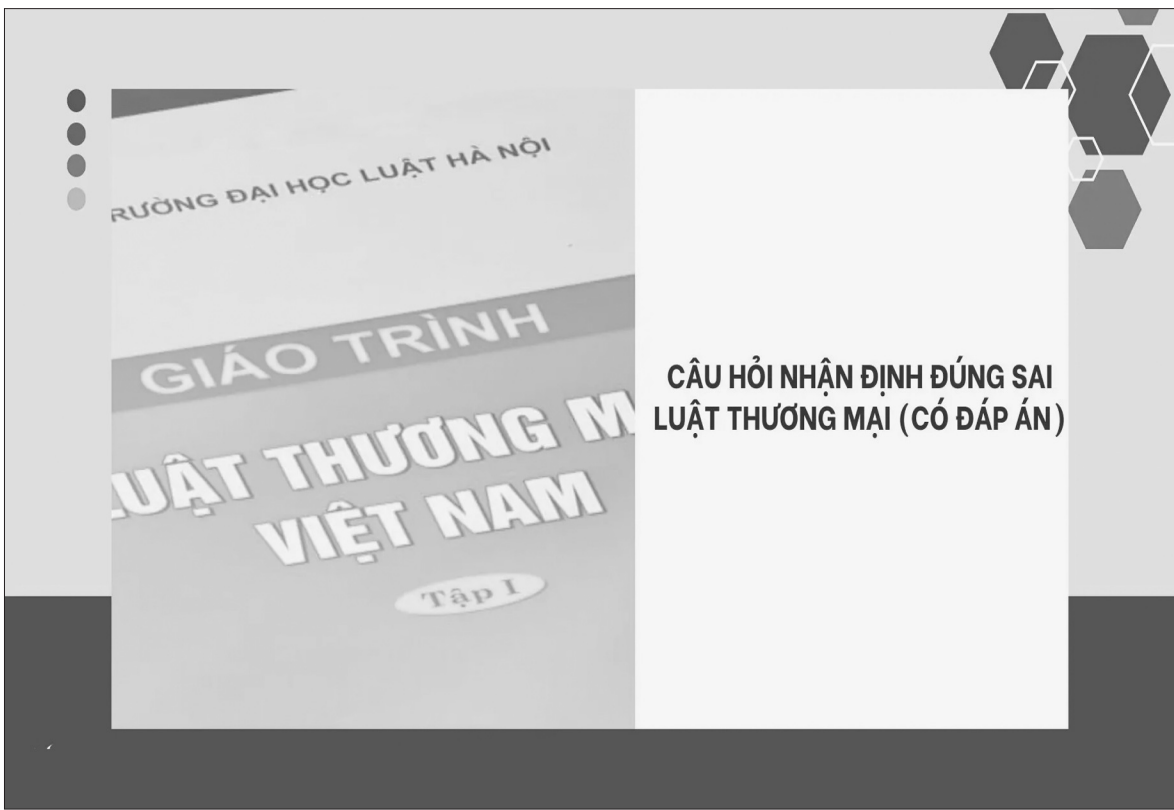 RƯỜNG ĐẠI HỌC LUẬT HÀ NỘI
GIÁO TRÌNH
LUẬT THƯƠNG M
VIỆT NAM
Tập I
CÂU HỎI NHẬN ĐỊNH ĐÚNG SAI
LUẬT THƯƠNG MẠI (CÓ ĐÁP ÁN)